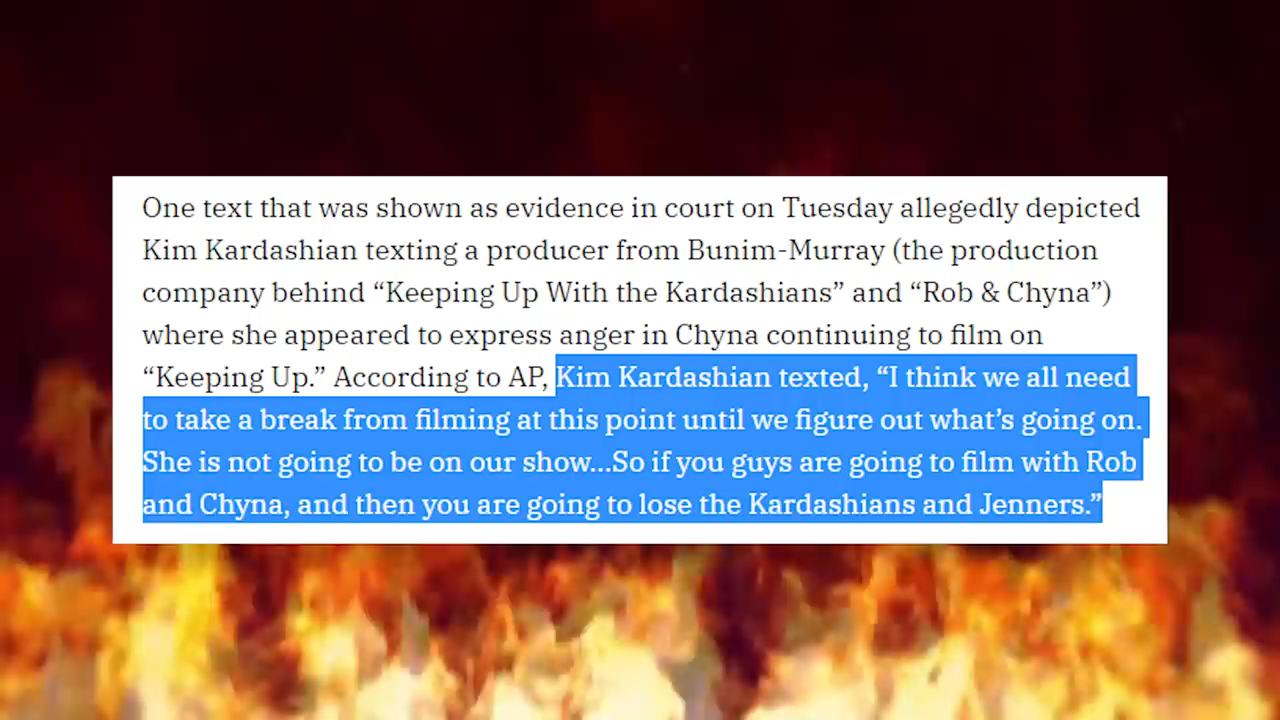 One text that was shown as evidence in court on Tuesday allegedly depicted
Kim Kardashian texting a producer from Bunim-Murray (the production
company behind “Keeping Up With the Kardashians” and “Rob & Chyna”)
where she appeared to express anger in Chyna continuing to film on
“Keeping Up.” According to AP, Kim Kardashian texted, “I think we all need
to take a break from filming at this point until we figure out what’s going on.
She is not going to be on our show...So if you guys are going to film with Rob
and Chyna, and then you are going to lose the Kardashians and Jenners.”